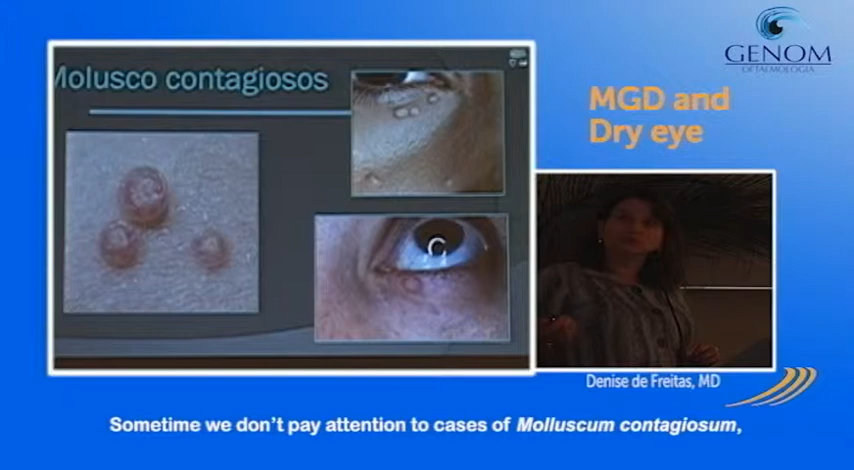 GENOM
OFTALMOLOGIA
Molusco contagiosos
MGD and
Dry eye
Denise de Freitas, MD
Sometime we don't pay attention to cases of Molluscum contagiosum,